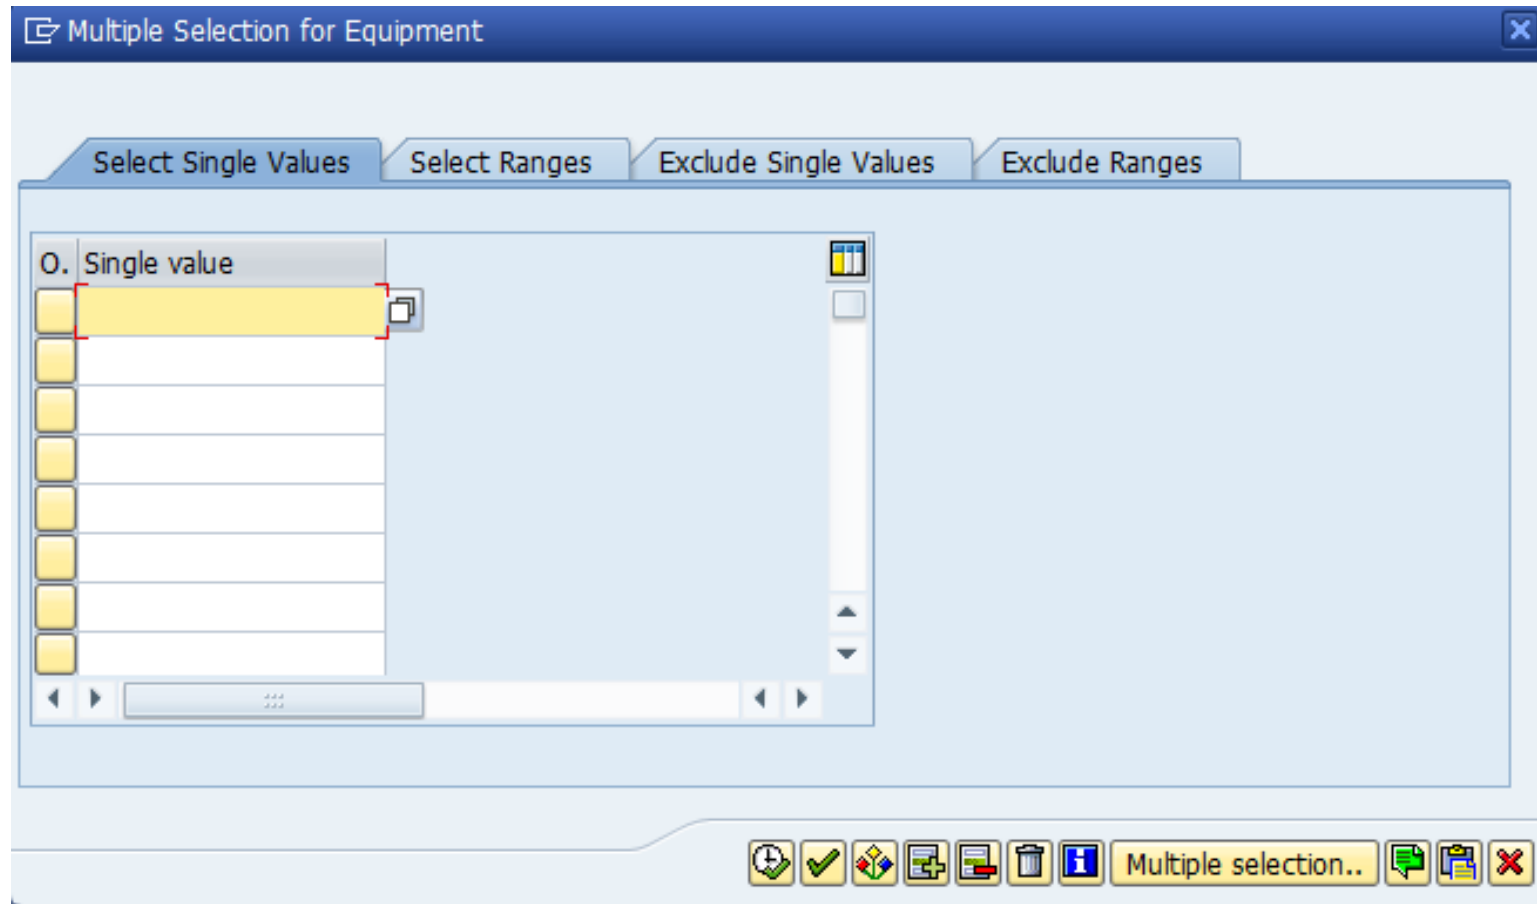 Multiple Selection for Equipment
Select Single Values Select Ranges Exclude Single Values Exclude Ranges
O. Single value
Multiple selection..